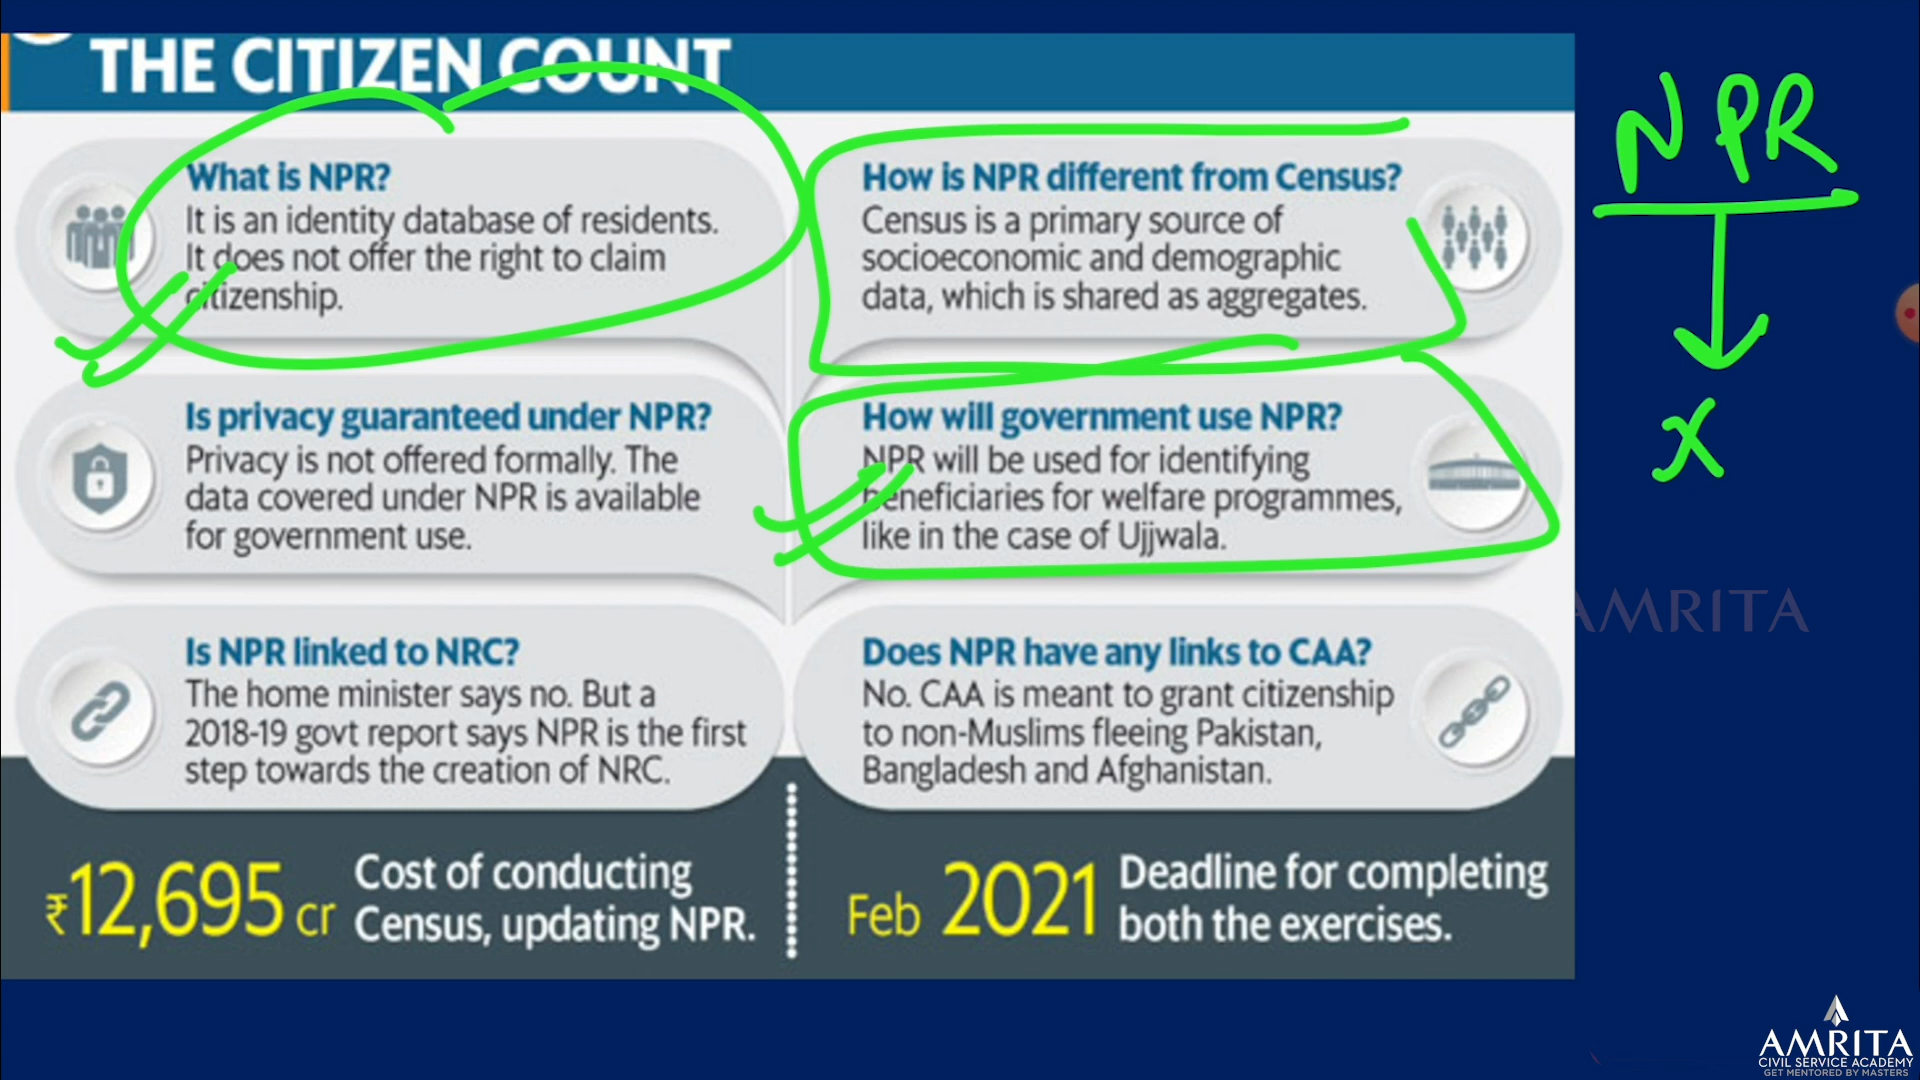 THE CITIZEN COUNT
What is NPR?
It is an identity database of residents.
It does not offer the right to claim
citizenship.
How is NPR different from Census?
Census is a primary source of
socioeconomic and demographic
data, which is shared as aggregates.
Is privacy guaranteed under NPR?
Privacy is not offered formally. The
data covered under NPR is available
for government use.
How will government use NPR?
NPR will be used for identifying
beneficiaries for welfare programmes,
like in the case of Ujjwala.
Is NPR linked to NRC?
The home minister says no. But a
2018-19 govt report says NPR is the first
step towards the creation of NRC.
Does NPR have any links to CAA?
No. CAA is meant to grant citizenship
to non-Muslims fleeing Pakistan,
Bangladesh and Afghanistan.
₹12,695 cr
Cost of conducting
Census, updating NPR.
Feb 2021
Deadline for completing
both the exercises.
NPR
x
AMRITA
AMRITA
CIVIL SERVICE ACADEMY
GET MENTORED BY MASTERS